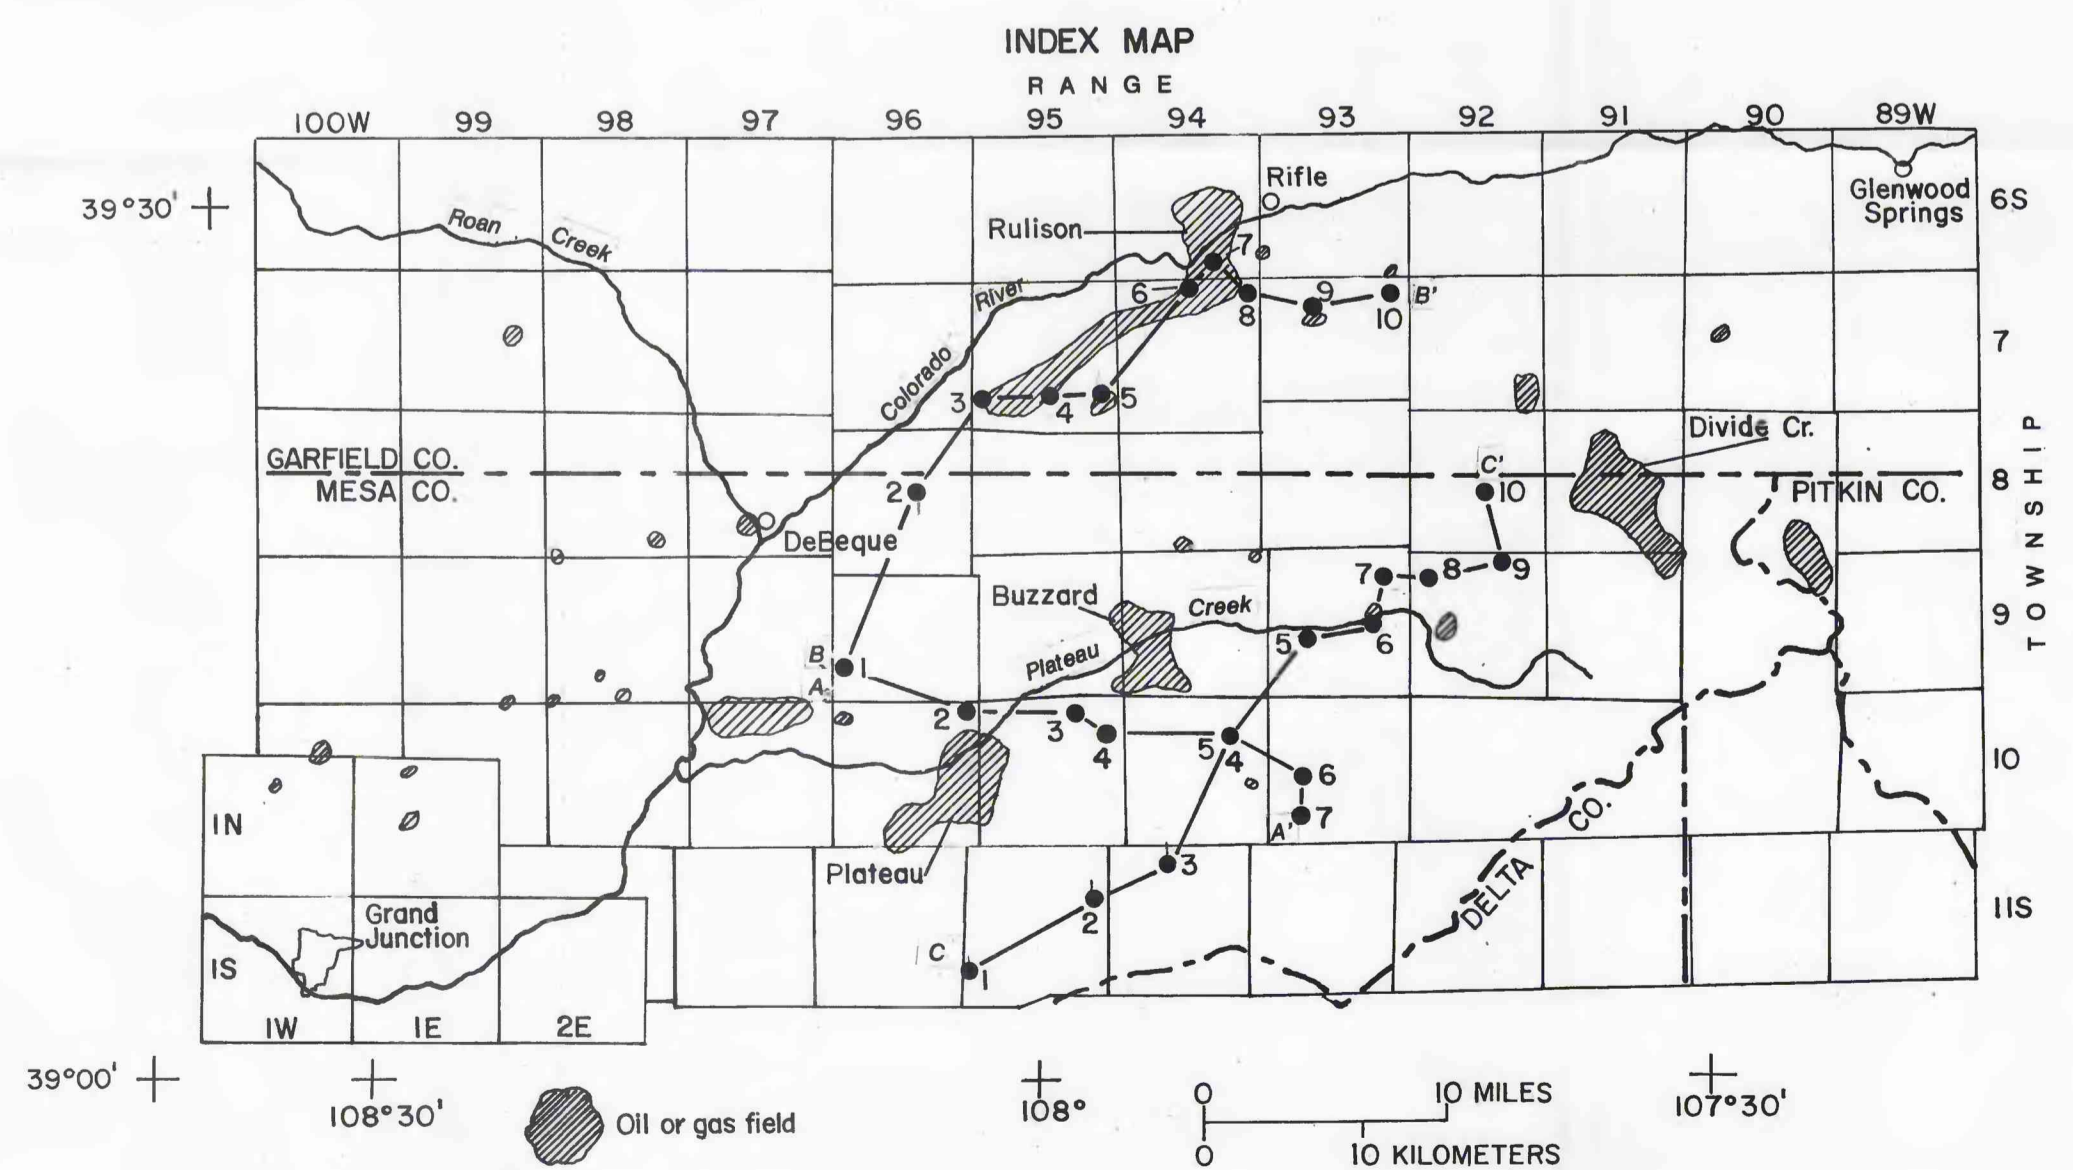 INDEX MAP
RANGE
100W 99 98 97 96 95 94 93 92 91 90 89W
39°30'
Rifle
Glenwood
Springs
6S
Roan Creek
Rulison
7
6
8
9
10
B'
River
7
Colorado
3
4
5
TOWNSHIP
Divide Cr.
GARFIELD CO.
MESA CO.
C'
2
10
8
PITKIN CO.
DeBeque
7
8
9
Buzzard
Creek
9
5
6
B
1
Plateau
A
2
3
4
5
4
10
6
7
A'
CO.
1N
3
Plateau
DELTA
2
11S
Grand
Junction
C
1
1S
1W
1E
2E
39°00'
108°30'
108°
107°30'
0
10 MILES
0
10 KILOMETERS
Oil or gas field